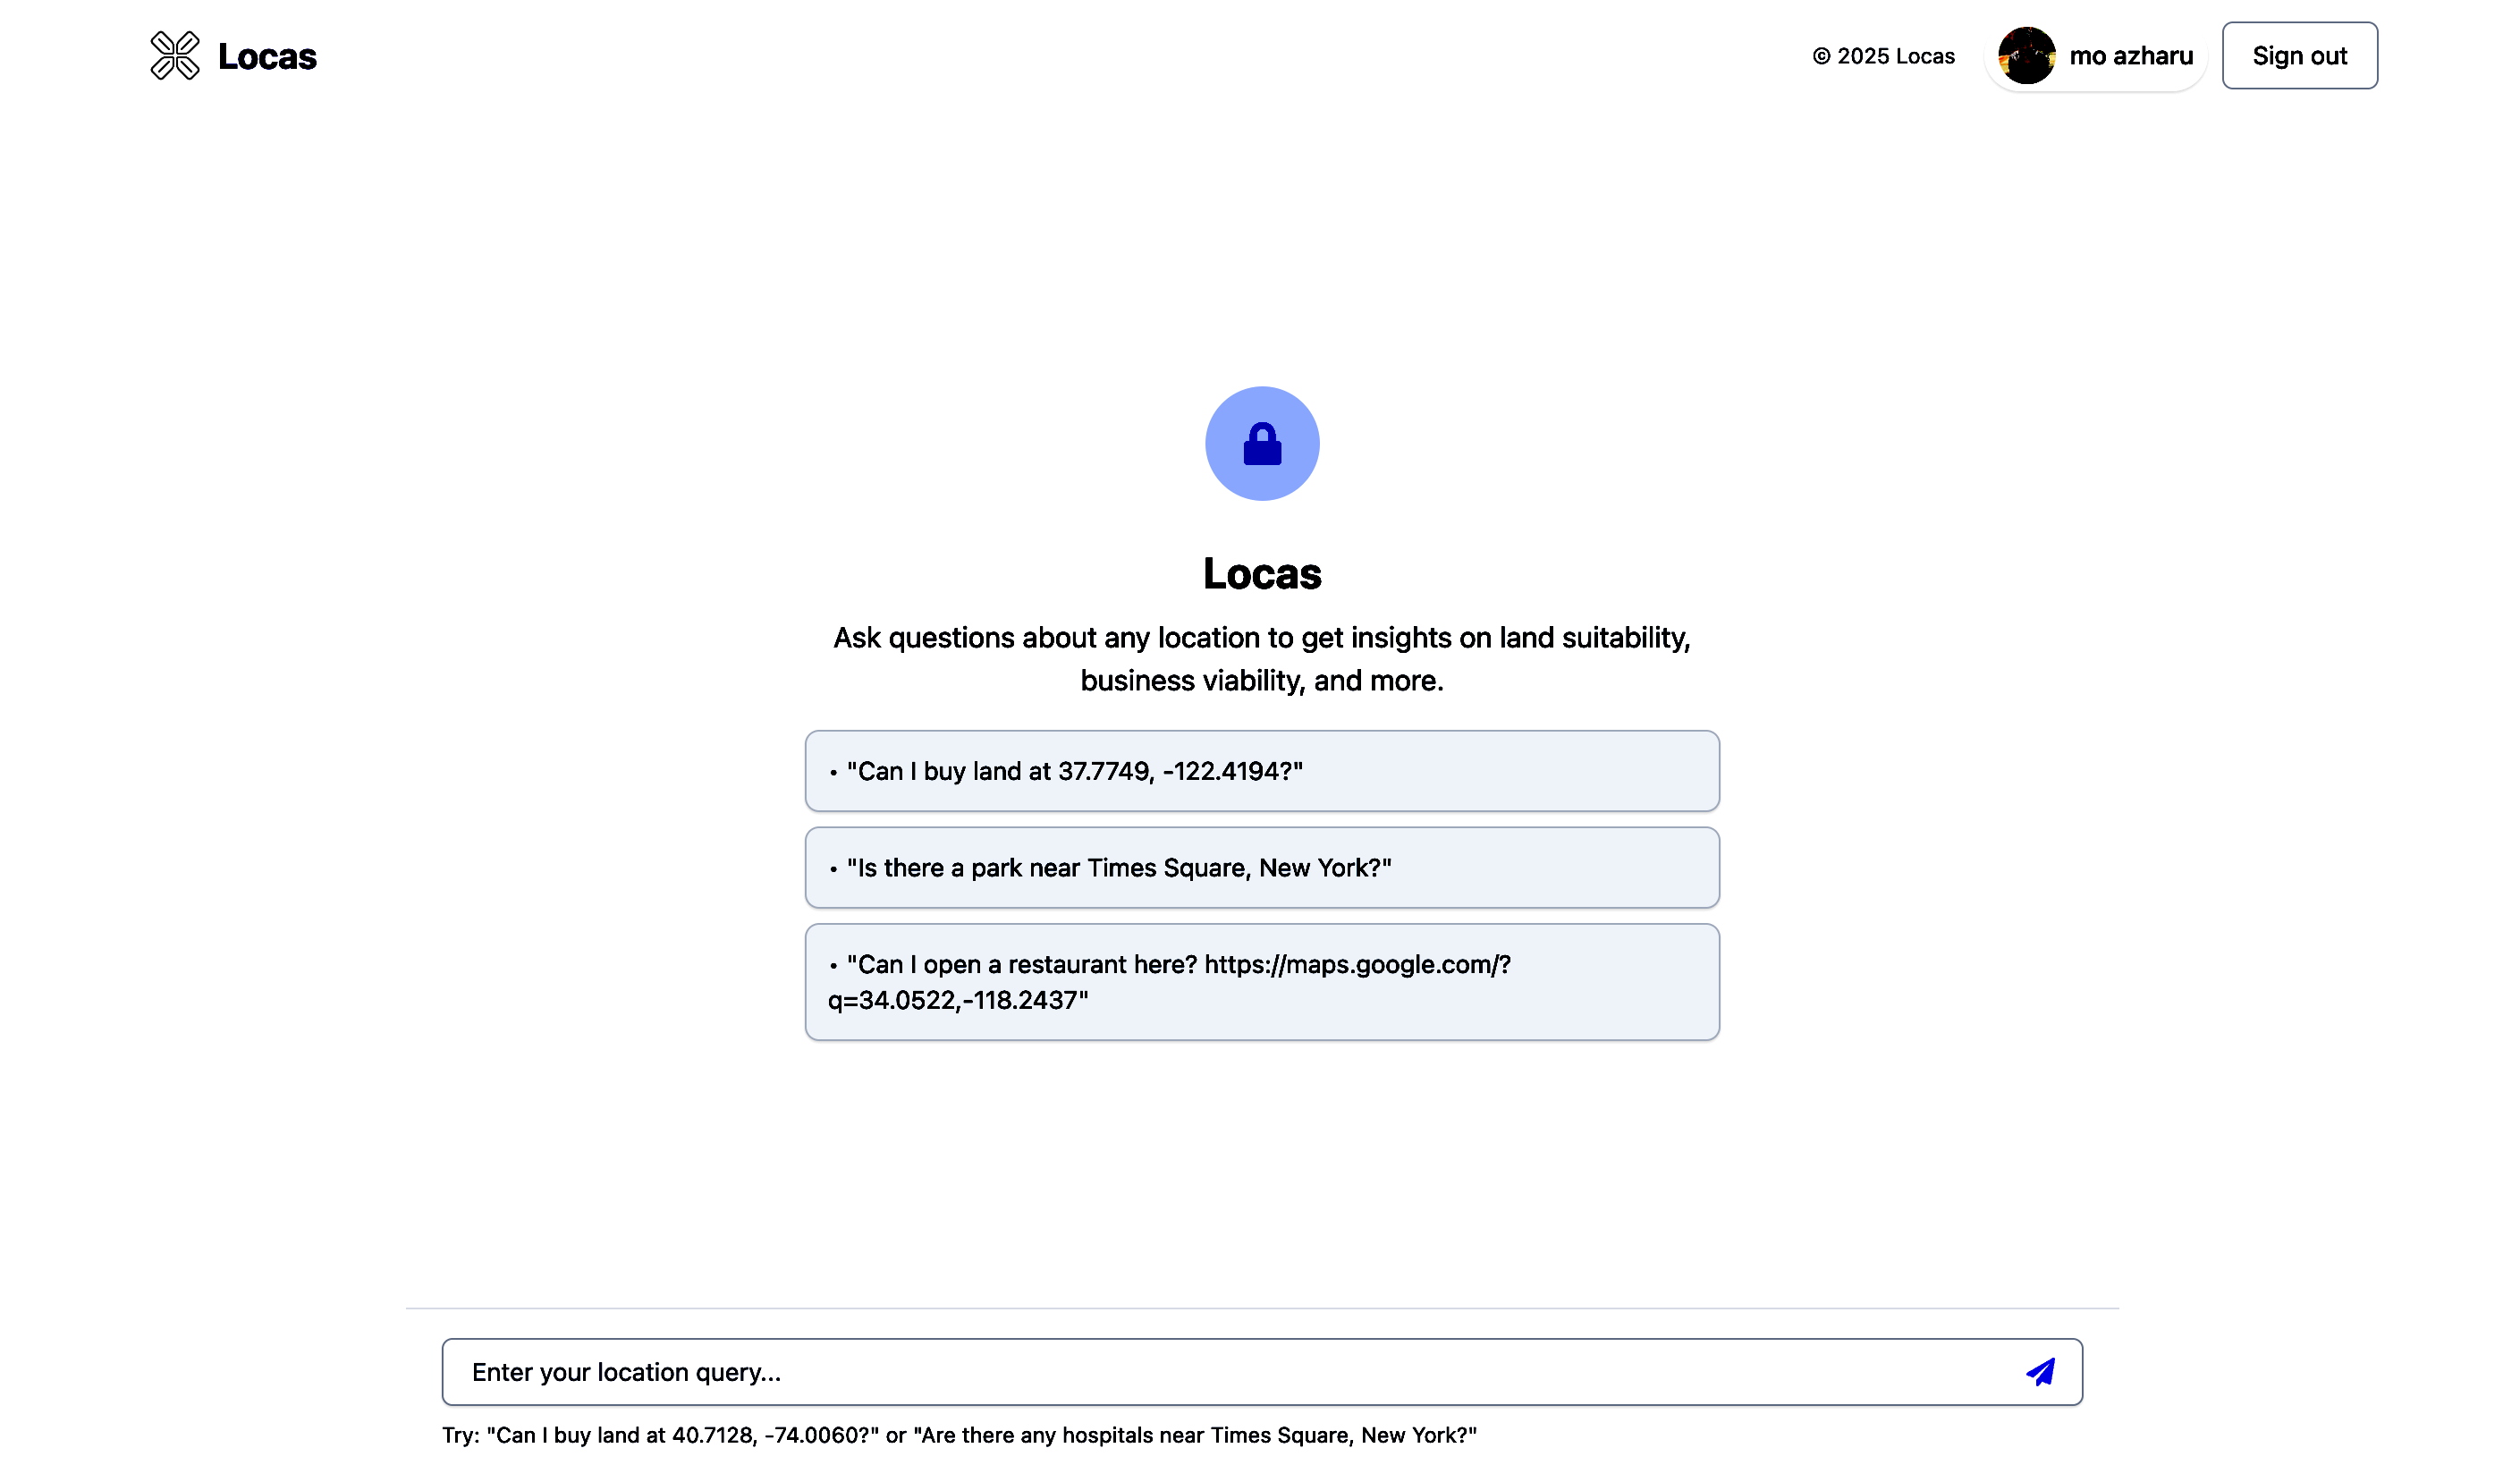 Locas
© 2025 Locas
mo azharu
Sign out
Locas
Ask questions about any location to get insights on land suitability,
business viability, and more.
• "Can I buy land at 37.7749, -122.4194?"
• "Is there a park near Times Square, New York?"
• "Can I open a restaurant here? https://maps.google.com/?
q=34.0522,-118.2437"
Enter your location query...
Try: "Can I buy land at 40.7128, -74.0060?" or "Are there any hospitals near Times Square, New York?"